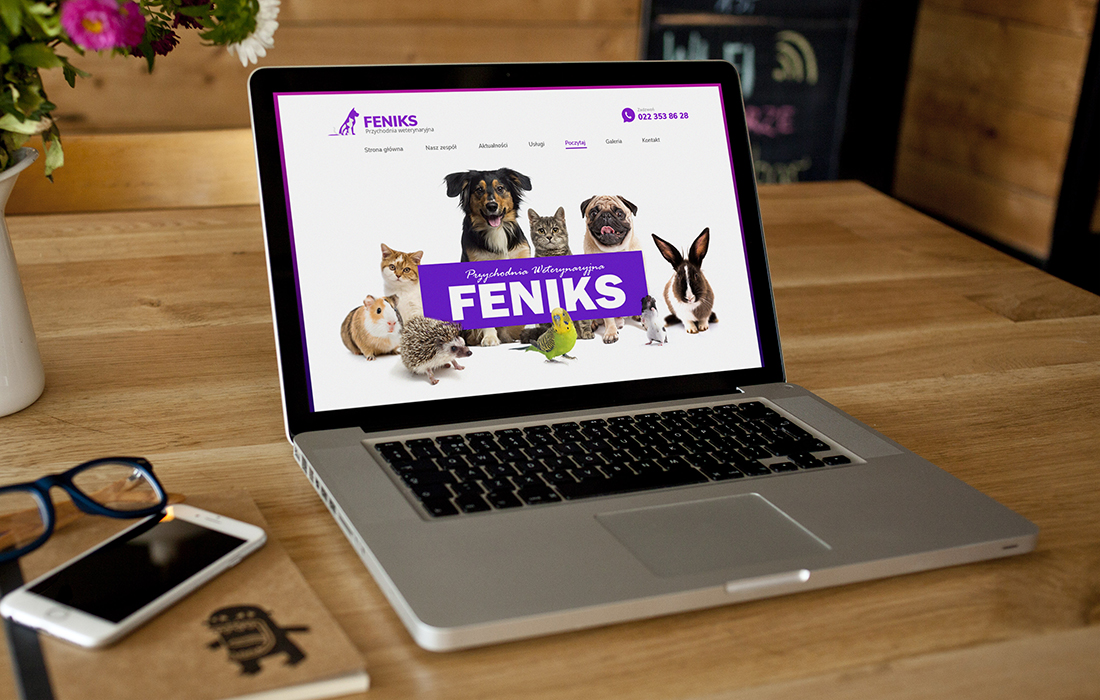 FENIKS
Przychodnia weterynaryjna
Zadzwoń
022 353 86 28
Strona główna Nasz zespół Aktualności Usługi Poczytaj Galeria Kontakt
Przychodnia Weterynaryjna
FENIKS